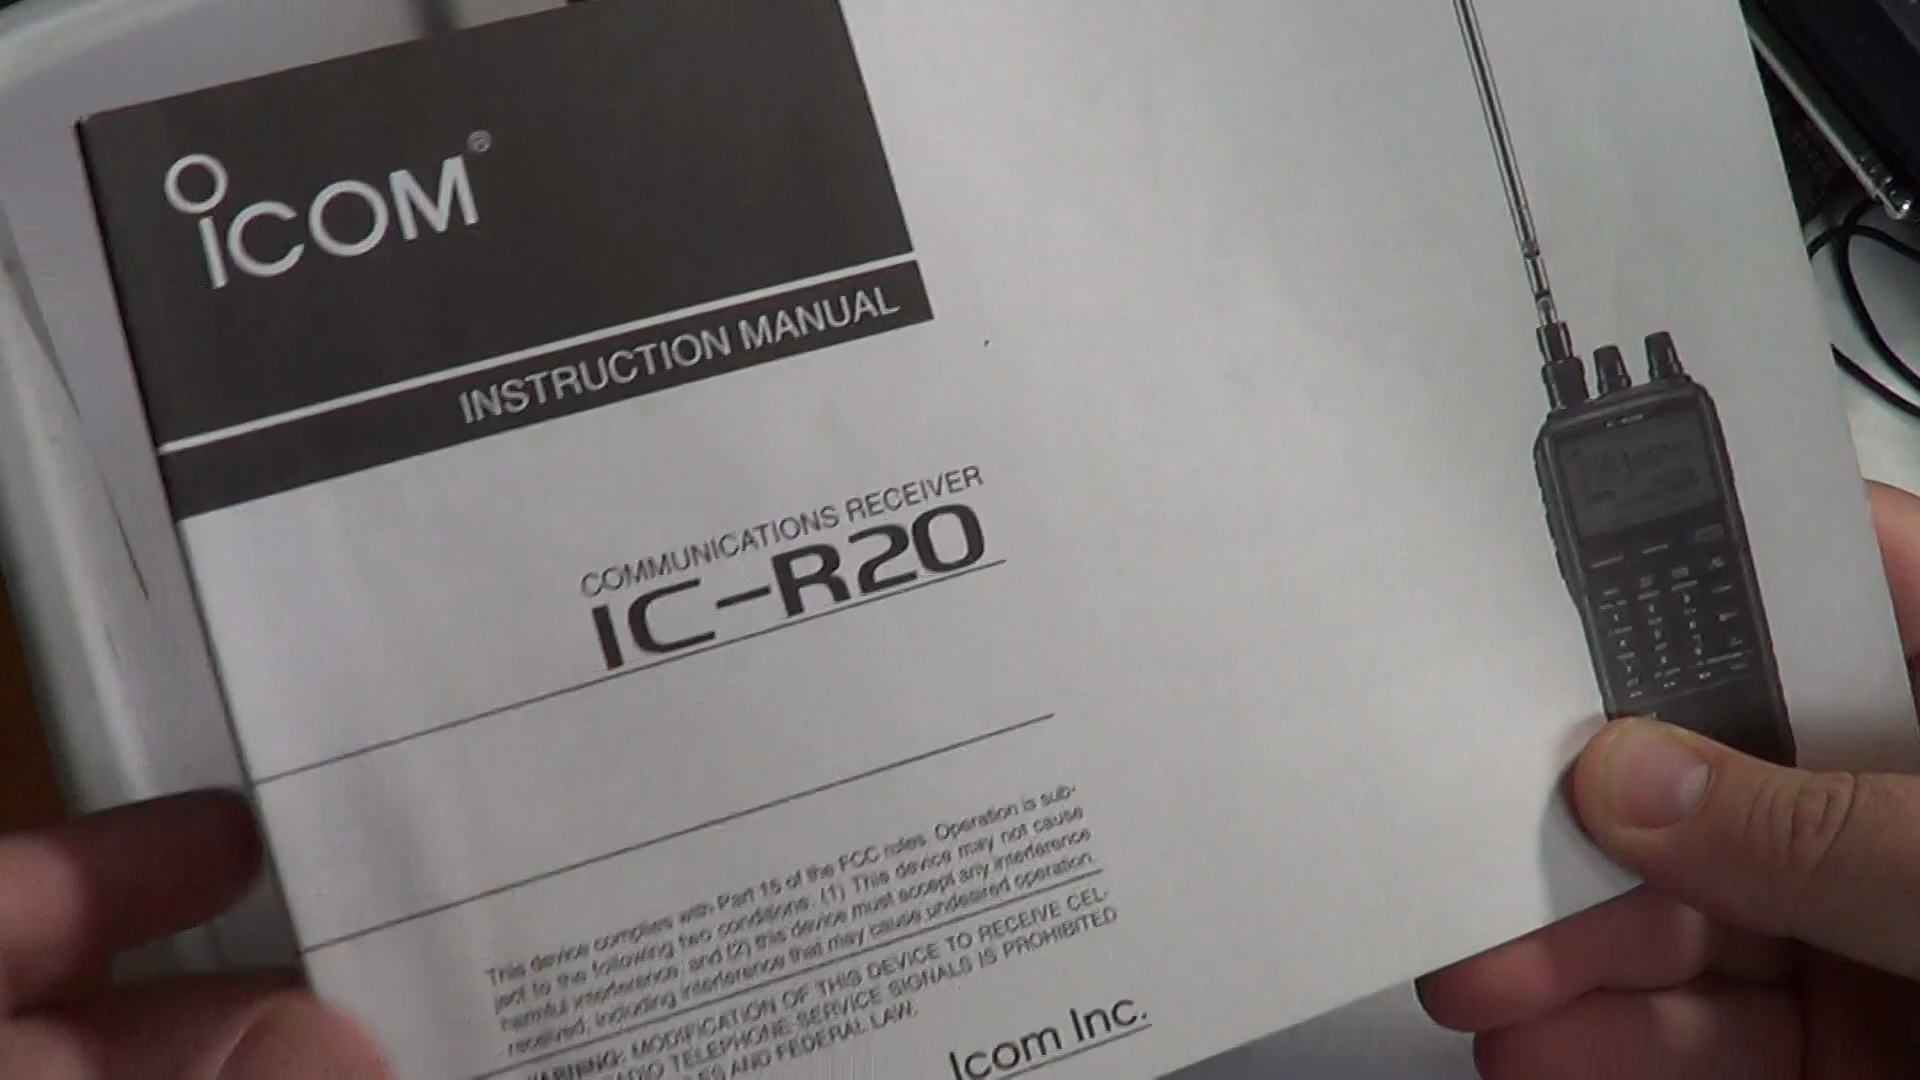 iCOM®
INSTRUCTION MANUAL
COMMUNICATIONS RECEIVER
IC-R20
This device complies with Part 15 of the FCC rules. Operation is sub-
ject to the following two conditions: (1) This device may not cause
harmful interference, and (2) this device must accept any interference
received, including interference that may cause undesired operation.
WARNING: MODIFICATION OF THIS DEVICE TO RECEIVE CEL-
RADIO TELEPHONE SERVICE SIGNALS IS PROHIBITED
AND FEDERAL LAW.
Icom Inc.